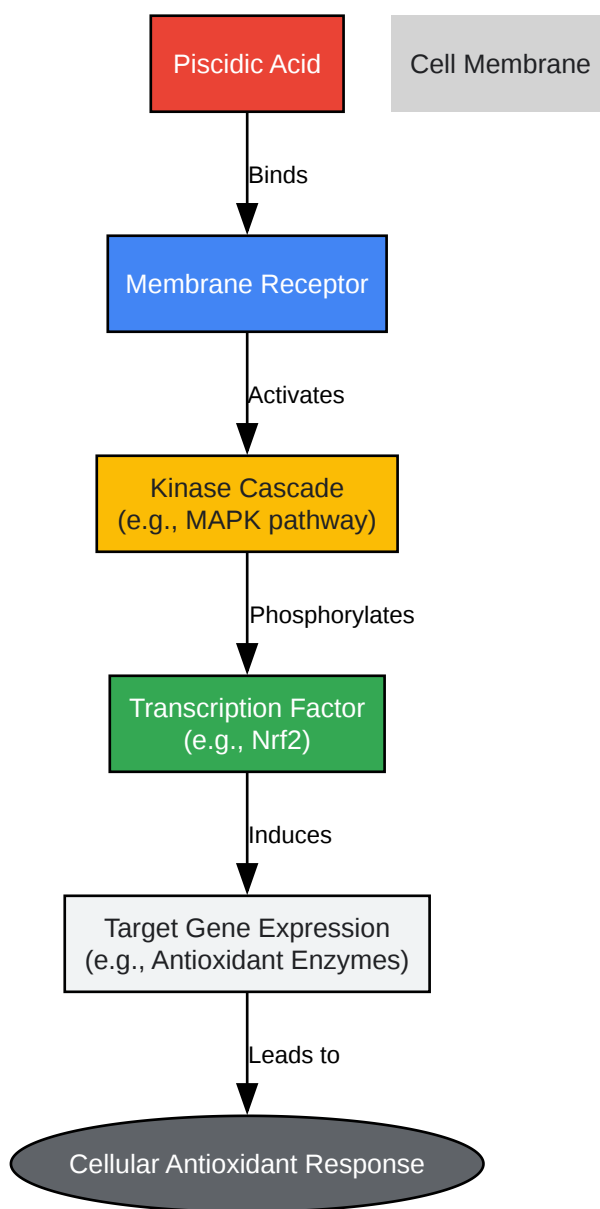 Piscidic Acid
Cell Membrane
Binds
Membrane Receptor
Activates
Kinase Cascade
(e.g., MAPK pathway)
Phosphorylates
Transcription Factor
(e.g., Nrf2)
Induces
Target Gene Expression
(e.g., Antioxidant Enzymes)
Leads to
Cellular Antioxidant Response